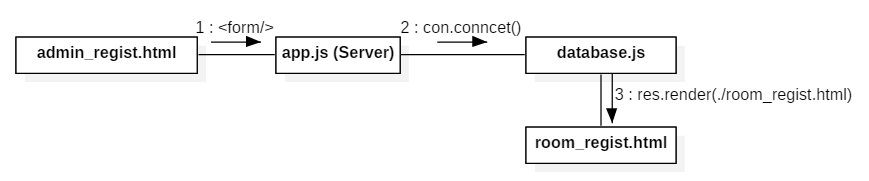 1 : <form/>
2 : con.conncet()
admin_regist.html
app.js (Server)
database.js
3 : res.render(./room_regist.html)
room_regist.html